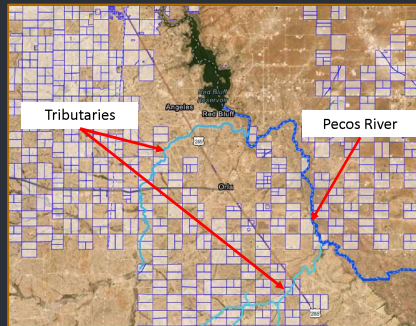 Red Bluff
Reservoir
Angeles
Red Bluff
Tributaries
Pecos River
285
Orla
285